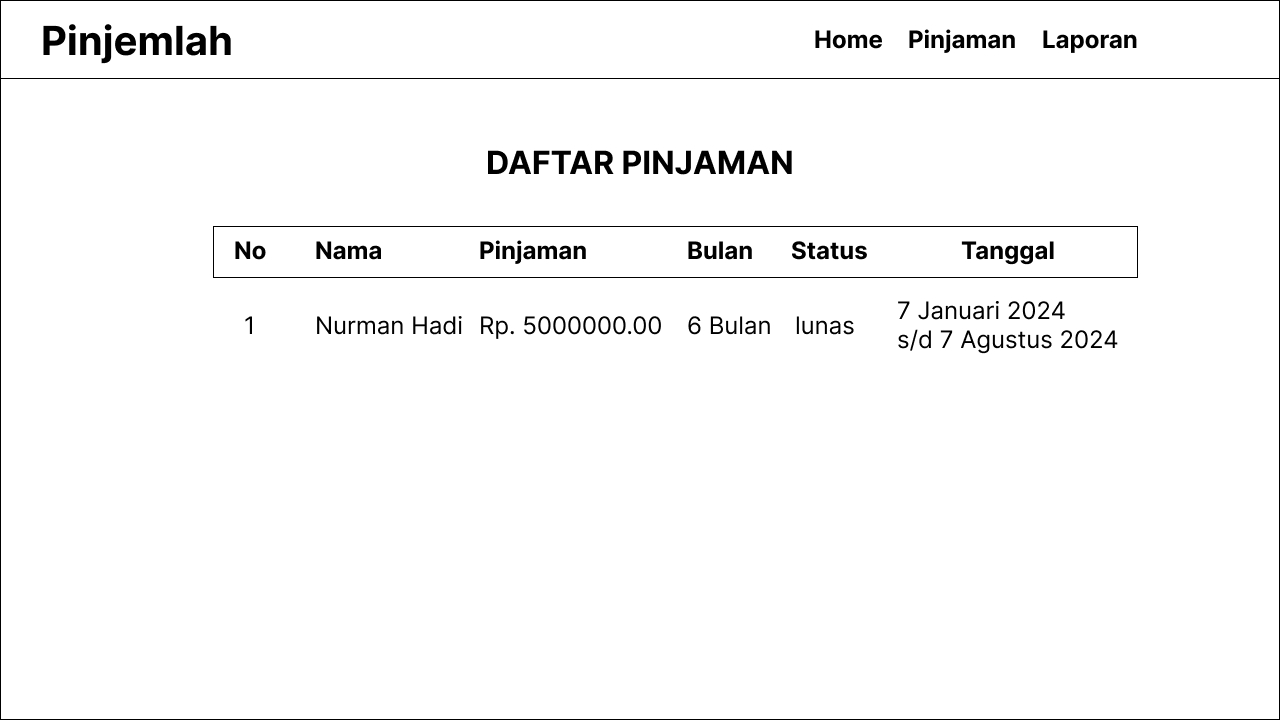 Pinjemlah Home Pinjaman Laporan
DAFTAR PINJAMAN
No Nama Pinjaman Bulan Status Tanggal
1 Nurman Hadi Rp. 5000000.00 6 Bulan lunas 7 Januari 2024
s/d 7 Agustus 2024